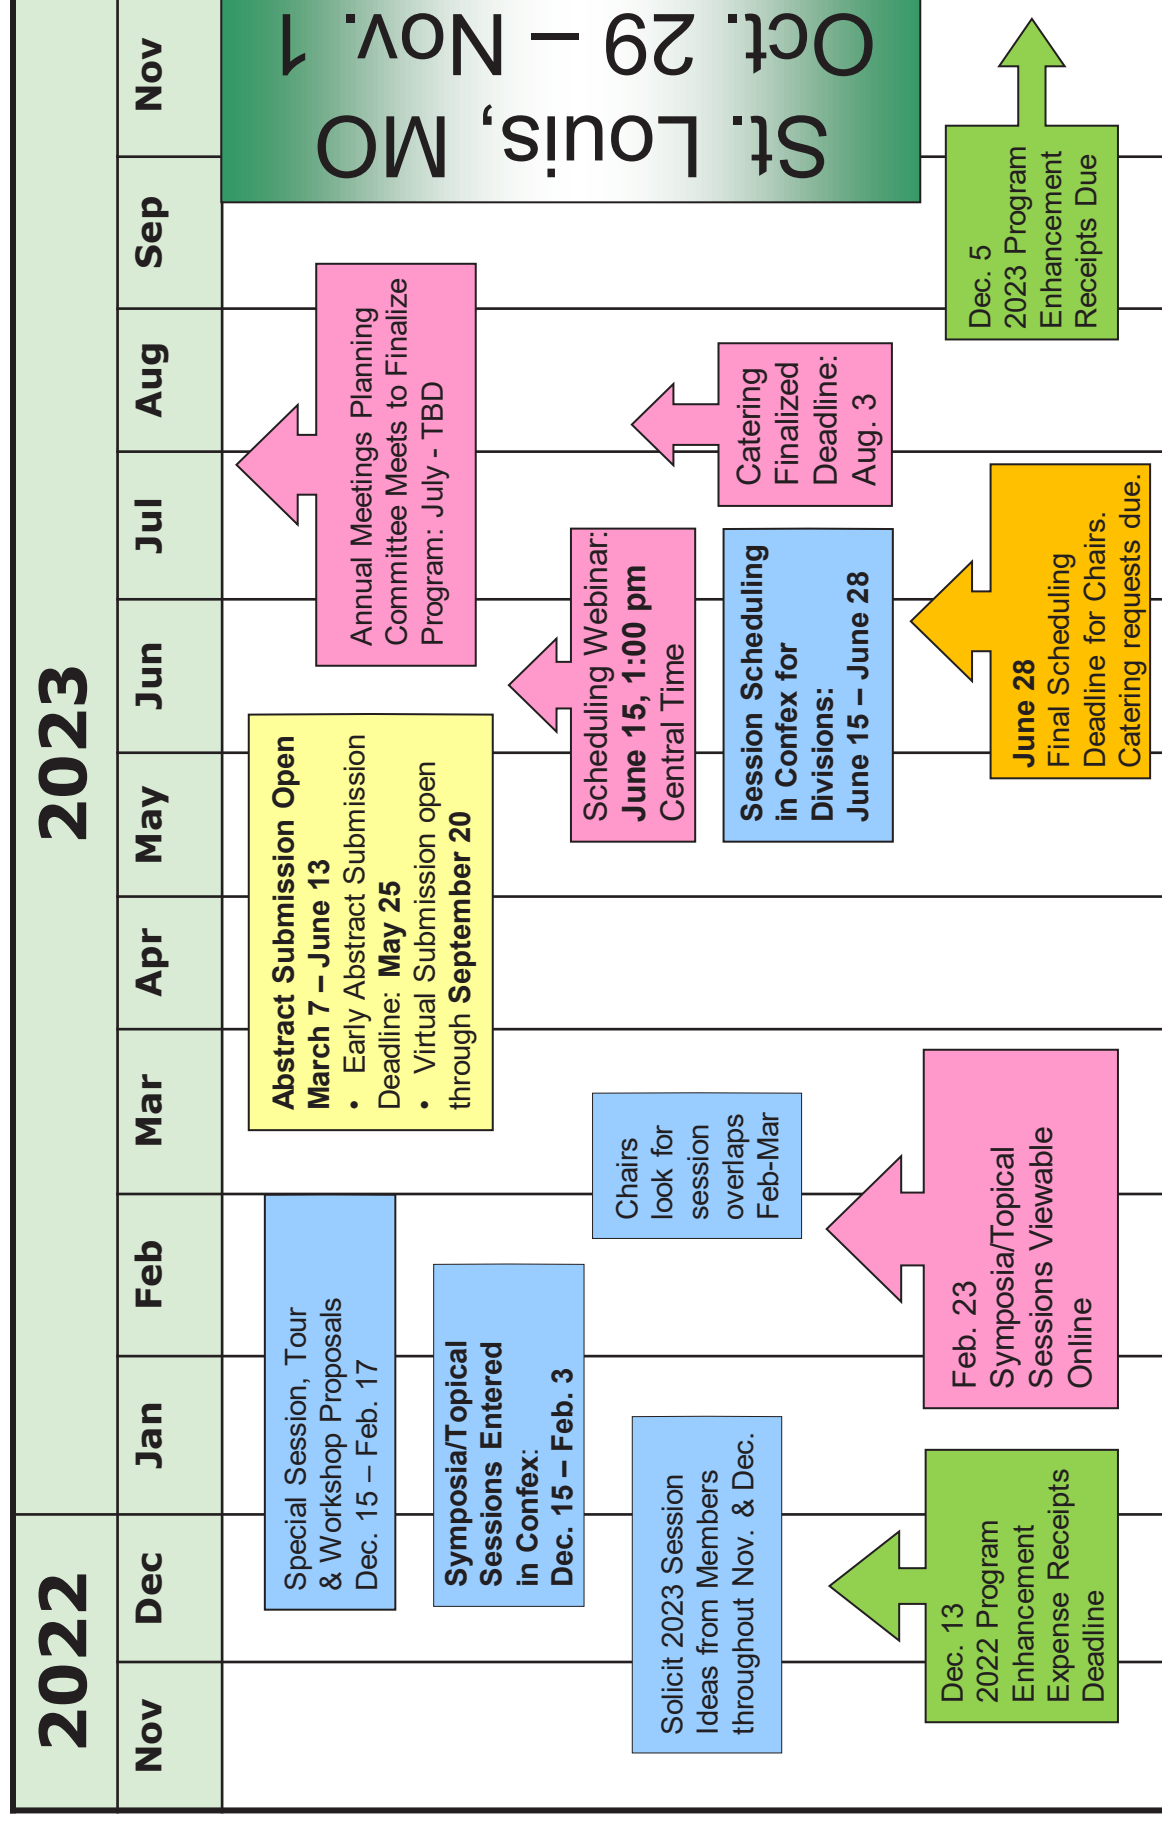 2022
2023
Nov
Dec
Jan
Feb
Mar
Apr
May
Jun
Jul
Aug
Sep
Nov
Special Session, Tour
& Workshop Proposals
Dec. 15 – Feb. 17
Symposia/Topical
Sessions Entered
in Confex:
Dec. 15 – Feb. 3
Solicit 2023 Session
Ideas from Members
throughout Nov. & Dec.
Dec. 13
2022 Program
Enhancement
Expense Receipts
Deadline
Chairs
look for
session
overlaps
Feb-Mar
Feb. 23
Symposia/Topical
Sessions Viewable
Online
Abstract Submission Open
March 7 – June 13
• Early Abstract Submission
Deadline: May 25
• Virtual Submission open
through September 20
Annual Meetings Planning
Committee Meets to Finalize
Program: July - TBD
Scheduling Webinar:
June 15, 1:00 pm
Central Time
Session Scheduling
in Confex for
Divisions:
June 15 – June 28
June 28
Final Scheduling
Deadline for Chairs.
Catering requests due.
Catering
Finalized
Deadline:
Aug. 3
Dec. 5
2023 Program
Enhancement
Receipts Due
St. Louis, MO
Oct. 29 – Nov. 1